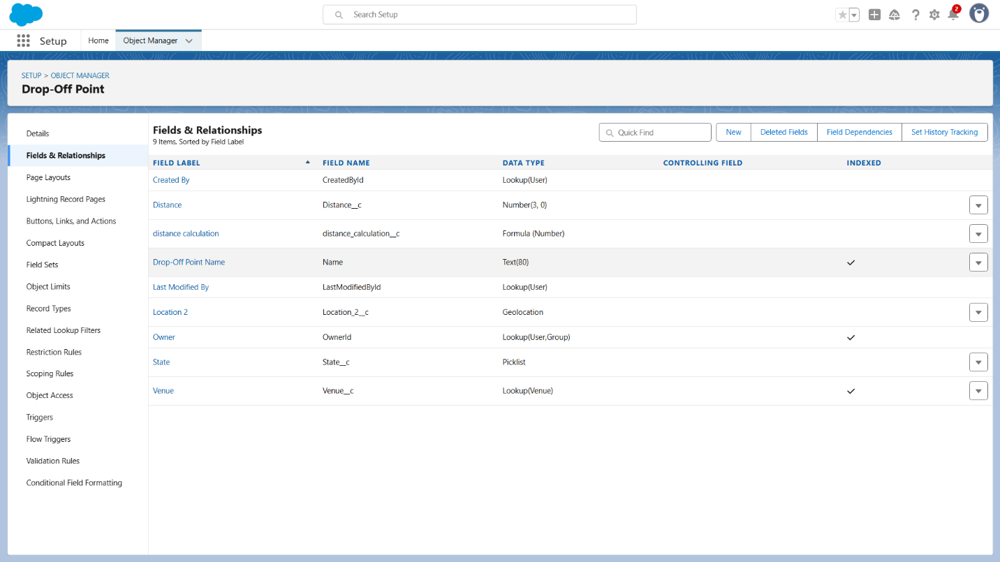 Search Setup
2
Setup
Home
Object Manager
SETUP > OBJECT MANAGER
Drop-Off Point
Details
Fields & Relationships
Page Layouts
Lightning Record Pages
Buttons, Links, and Actions
Compact Layouts
Field Sets
Object Limits
Record Types
Related Lookup Filters
Restriction Rules
Scoping Rules
Object Access
Triggers
Flow Triggers
Validation Rules
Conditional Field Formatting
Fields & Relationships
9 Items, Sorted by Field Label
Quick Find
New
Deleted Fields
Field Dependencies
Set History Tracking
FIELD LABEL FIELD NAME DATA TYPE CONTROLLING FIELD INDEXED
Created By CreatedById Lookup(User)
Distance Distance__c Number(3, 0)
distance calculation distance_calculation__c Formula (Number)
Drop-Off Point Name Name Text(80)
Last Modified By LastModifiedById Lookup(User)
Location 2 Location_2__c Geolocation
Owner OwnerId Lookup(User,Group)
State State__c Picklist
Venue Venue__c Lookup(Venue)